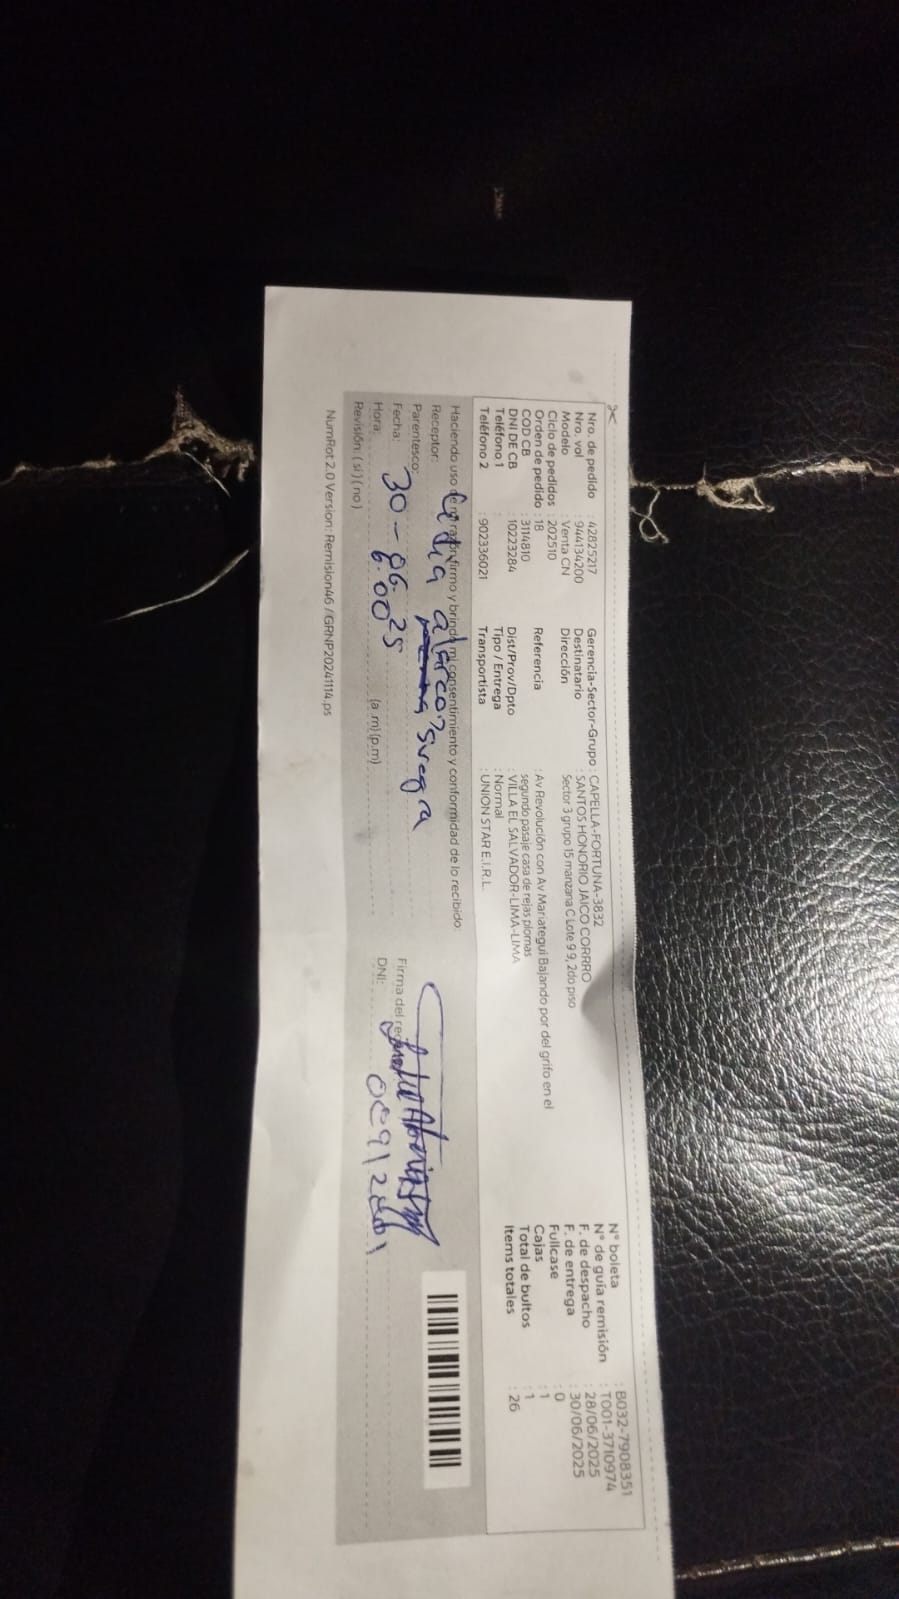 Nro. de pedido : 42825217
Nro. vol : 944134200
Modelo : Venta CN
Ciclo de pedidos : 202510
Orden de pedido : 18
COD CB : 3114810
DNI DE CB : 10223284
Teléfono 1 :
Teléfono 2 : 902336021
Gerencia-Sector-Grupo : CAPELLA-FORTUNA-3832
Destinatario : SANTOS HONORIO JAICO CORRRO
Dirección Sector 3 grupo 15 manzana C Lote 9 9, 2do piso
Referencia : Av Revolución con Av Mariategui Bajando por del grifo en el
segundo pasaje casa de rejas plomas
Dist/Prov/Dpto : VILLA EL SALVADOR-LIMA-LIMA
Tipo / Entrega : Normal
Transportista : UNION STAR E.I.R.L.
N° boleta : B032-7908351
N° de guía remisión : T001-3710974
F. de despacho : 28/06/2025
F. de entrega : 30/06/2025
Fullcase : 0
Cajas : 1
Total de bultos : 1
Items totales : 26
Haciendo uso de mi razón firmo y brindo mi consentimiento y conformidad de lo recibido.
Receptor:
Parentesco: suegra
Fecha: 30-06-25
Hora: 6:00 (a.m)(p.m)
Revisión: (si) (no)
Firma del
DNI:
NumRot 2.0 Version: Remision46 /GRNP20241114.ps